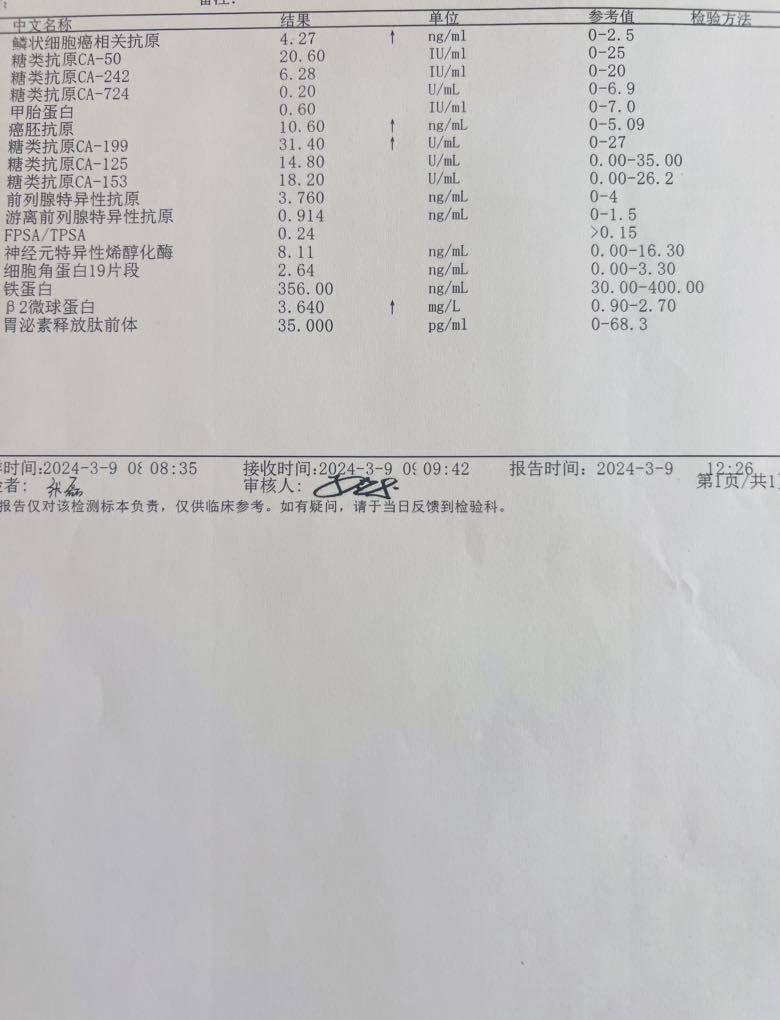 备注:
中文名称 结果 单位 参考值 检验方法
鳞状细胞癌相关抗原 4.27 ↑ ng/ml 0-2.5
糖类抗原CA-50 20.60 IU/ml 0-25
糖类抗原CA-242 6.28 IU/ml 0-20
糖类抗原CA-724 0.20 U/mL 0-6.9
甲胎蛋白 0.60 IU/ml 0-7.0
癌胚抗原 10.60 ↑ ng/mL 0-5.09
糖类抗原CA-199 31.40 ↑ U/mL 0-27
糖类抗原CA-125 14.80 U/mL 0.00-35.00
糖类抗原CA-153 18.20 U/mL 0.00-26.2
前列腺特异性抗原 3.760 ng/mL 0-4
游离前列腺特异性抗原 0.914 ng/mL 0-1.5
FPSA/TPSA 0.24 >0.15
神经元特异性烯醇化酶 8.11 ng/mL 0.00-16.30
细胞角蛋白19片段 2.64 ng/mL 0.00-3.30
铁蛋白 356.00 ng/mL 30.00-400.00
β2微球蛋白 3.640 ↑ mg/L 0.90-2.70
胃泌素释放肽前体 35.000 pg/ml 0-68.3
时间:2024-3-9 08:35 接收时间:2024-3-9 09:42 报告时间: 2024-3-9 12:26
者: 审核人: 第1页/共1
报告仅对该检测标本负责, 仅供临床参考。如有疑问, 请于当日反馈到检验科。